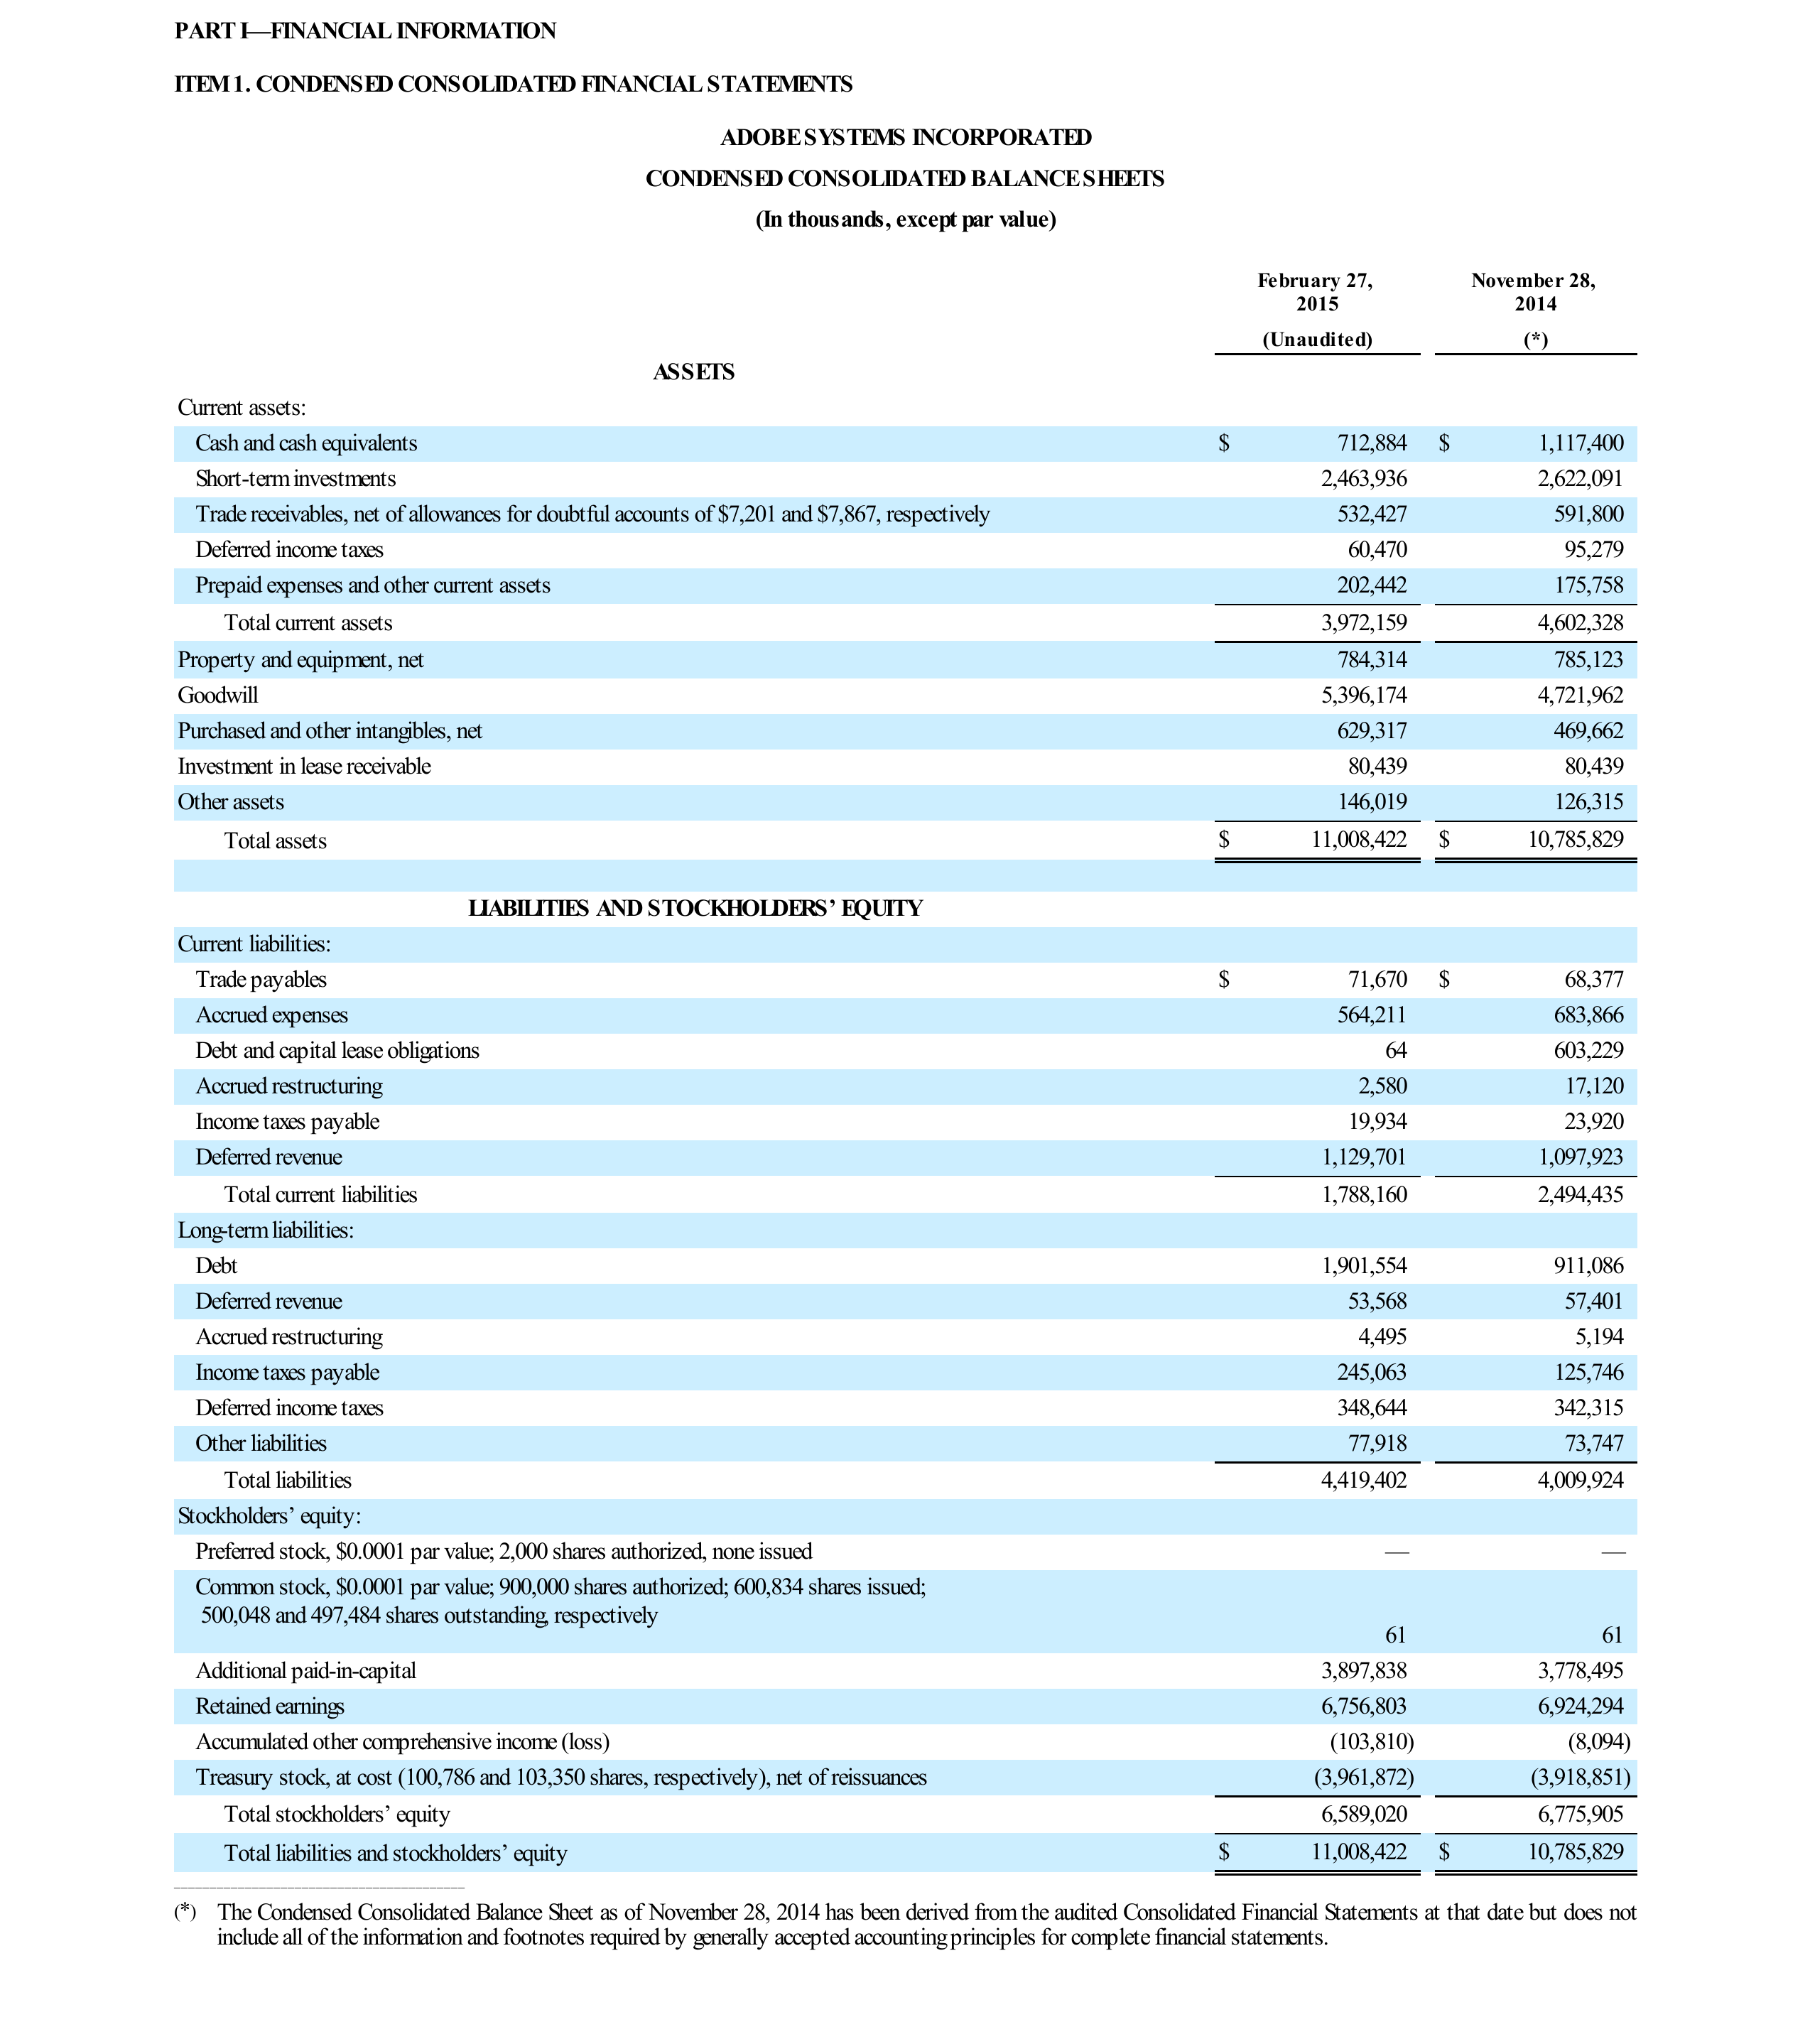 PART I—FINANCIAL INFORMATION
ITEM 1. CONDENSED CONSOLIDATED FINANCIAL STATEMENTS
ADOBE SYSTEMS INCORPORATED
CONDENSED CONSOLIDATED BALANCE SHEETS
(In thousands, except par value)
February 27, 2015 November 28, 2014
(Unaudited) (*)
ASSETS
Current assets:
Cash and cash equivalents $ 712,884 $ 1,117,400
Short-term investments 2,463,936 2,622,091
Trade receivables, net of allowances for doubtful accounts of $7,201 and $7,867, respectively 532,427 591,800
Deferred income taxes 60,470 95,279
Prepaid expenses and other current assets 202,442 175,758
Total current assets 3,972,159 4,602,328
Property and equipment, net 784,314 785,123
Goodwill 5,396,174 4,721,962
Purchased and other intangibles, net 629,317 469,662
Investment in lease receivable 80,439 80,439
Other assets 146,019 126,315
Total assets $ 11,008,422 $ 10,785,829
LIABILITIES AND STOCKHOLDERS’ EQUITY
Current liabilities:
Trade payables $ 71,670 $ 68,377
Accrued expenses 564,211 683,866
Debt and capital lease obligations 64 603,229
Accrued restructuring 2,580 17,120
Income taxes payable 19,934 23,920
Deferred revenue 1,129,701 1,097,923
Total current liabilities 1,788,160 2,494,435
Long-term liabilities:
Debt 1,901,554 911,086
Deferred revenue 53,568 57,401
Accrued restructuring 4,495 5,194
Income taxes payable 245,063 125,746
Deferred income taxes 348,644 342,315
Other liabilities 77,918 73,747
Total liabilities 4,419,402 4,009,924
Stockholders’ equity:
Preferred stock, $0.0001 par value; 2,000 shares authorized, none issued — —
Common stock, $0.0001 par value; 900,000 shares authorized; 600,834 shares issued;
500,048 and 497,484 shares outstanding, respectively 61 61
Additional paid-in-capital 3,897,838 3,778,495
Retained earnings 6,756,803 6,924,294
Accumulated other comprehensive income (loss) (103,810) (8,094)
Treasury stock, at cost (100,786 and 103,350 shares, respectively), net of reissuances (3,961,872) (3,918,851)
Total stockholders’ equity 6,589,020 6,775,905
Total liabilities and stockholders’ equity $ 11,008,422 $ 10,785,829
(*) The Condensed Consolidated Balance Sheet as of November 28, 2014 has been derived from the audited Consolidated Financial Statements at that date but does not
include all of the information and footnotes required by generally accepted accounting principles for complete financial statements.